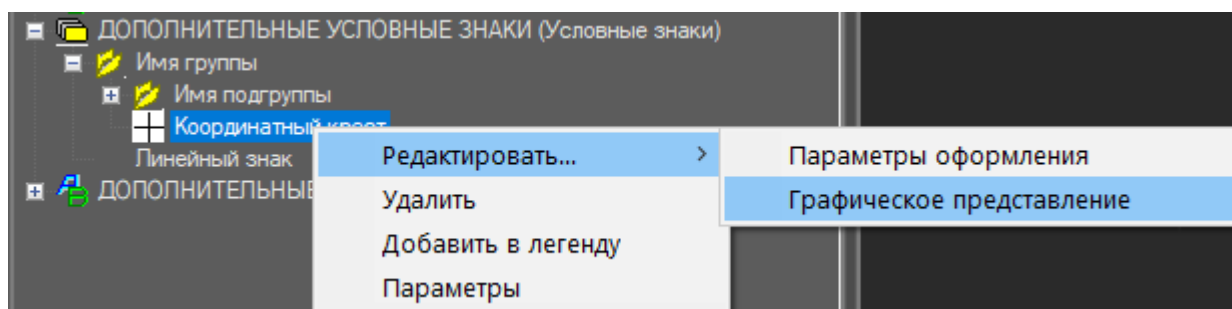 ДОПОЛНИТЕЛЬНЫЕ УСЛОВНЫЕ ЗНАКИ (Условные знаки)
Имя группы
Имя подгруппы
Координатный крест
Линейный знак
ДОПОЛНИТЕЛЬНЫЕ
Редактировать...
Удалить
Добавить в легенду
Параметры
Параметры оформления
Графическое представление